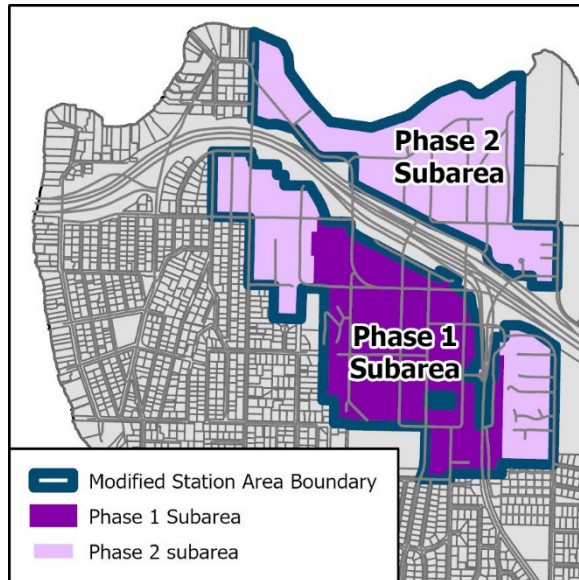 Phase 2
Subarea
Phase 1
Subarea
Modified Station Area Boundary
Phase 1 Subarea
Phase 2 subarea